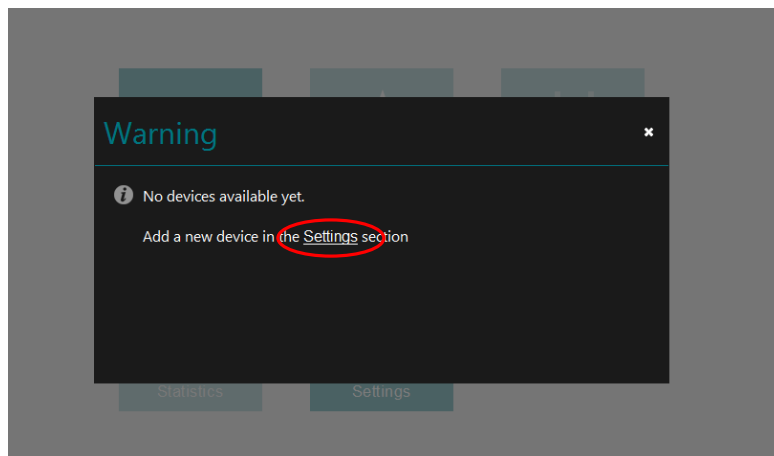 Warning
No devices available yet.
Add a new device in the Settings section
Statistics
Settings